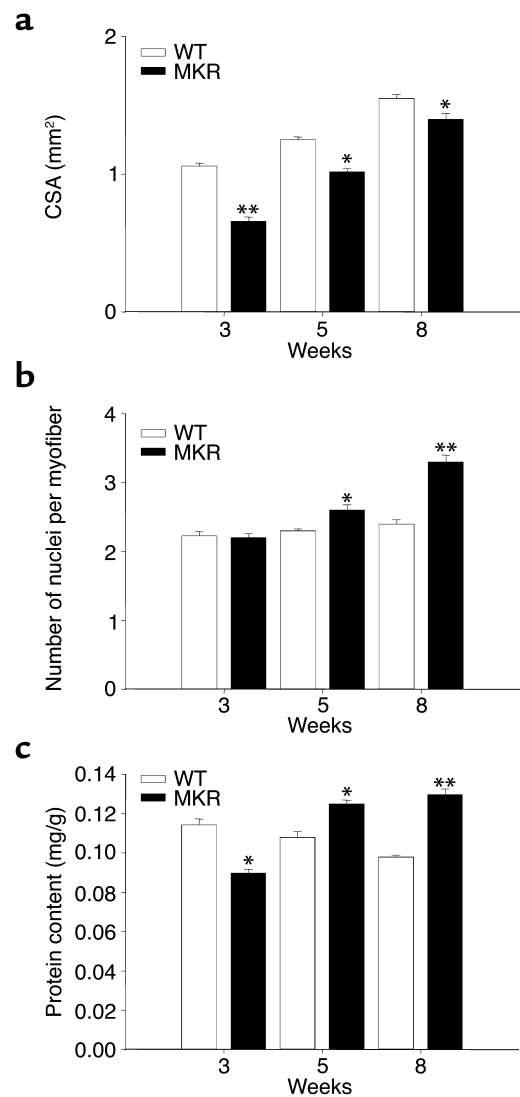 a
2
WT
MKR
CSA (mm²)
*
*
1
**
0
3 5 8
Weeks
b
4
WT
MKR
Number of nuclei per myofiber
**
3
*
2
1
0
3 5 8
Weeks
c
0.14
WT
MKR
Protein content (mg/g)
* **
0.12
*
0.10
0.08
0.06
0.04
0.02
0.00
3 5 8
Weeks